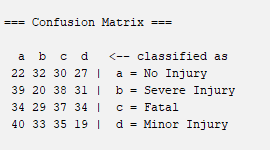 === Confusion Matrix ===
a b c d <-- classified as
22 32 30 27 | a = No Injury
39 20 38 31 | b = Severe Injury
34 29 37 34 | c = Fatal
40 33 35 19 | d = Minor Injury